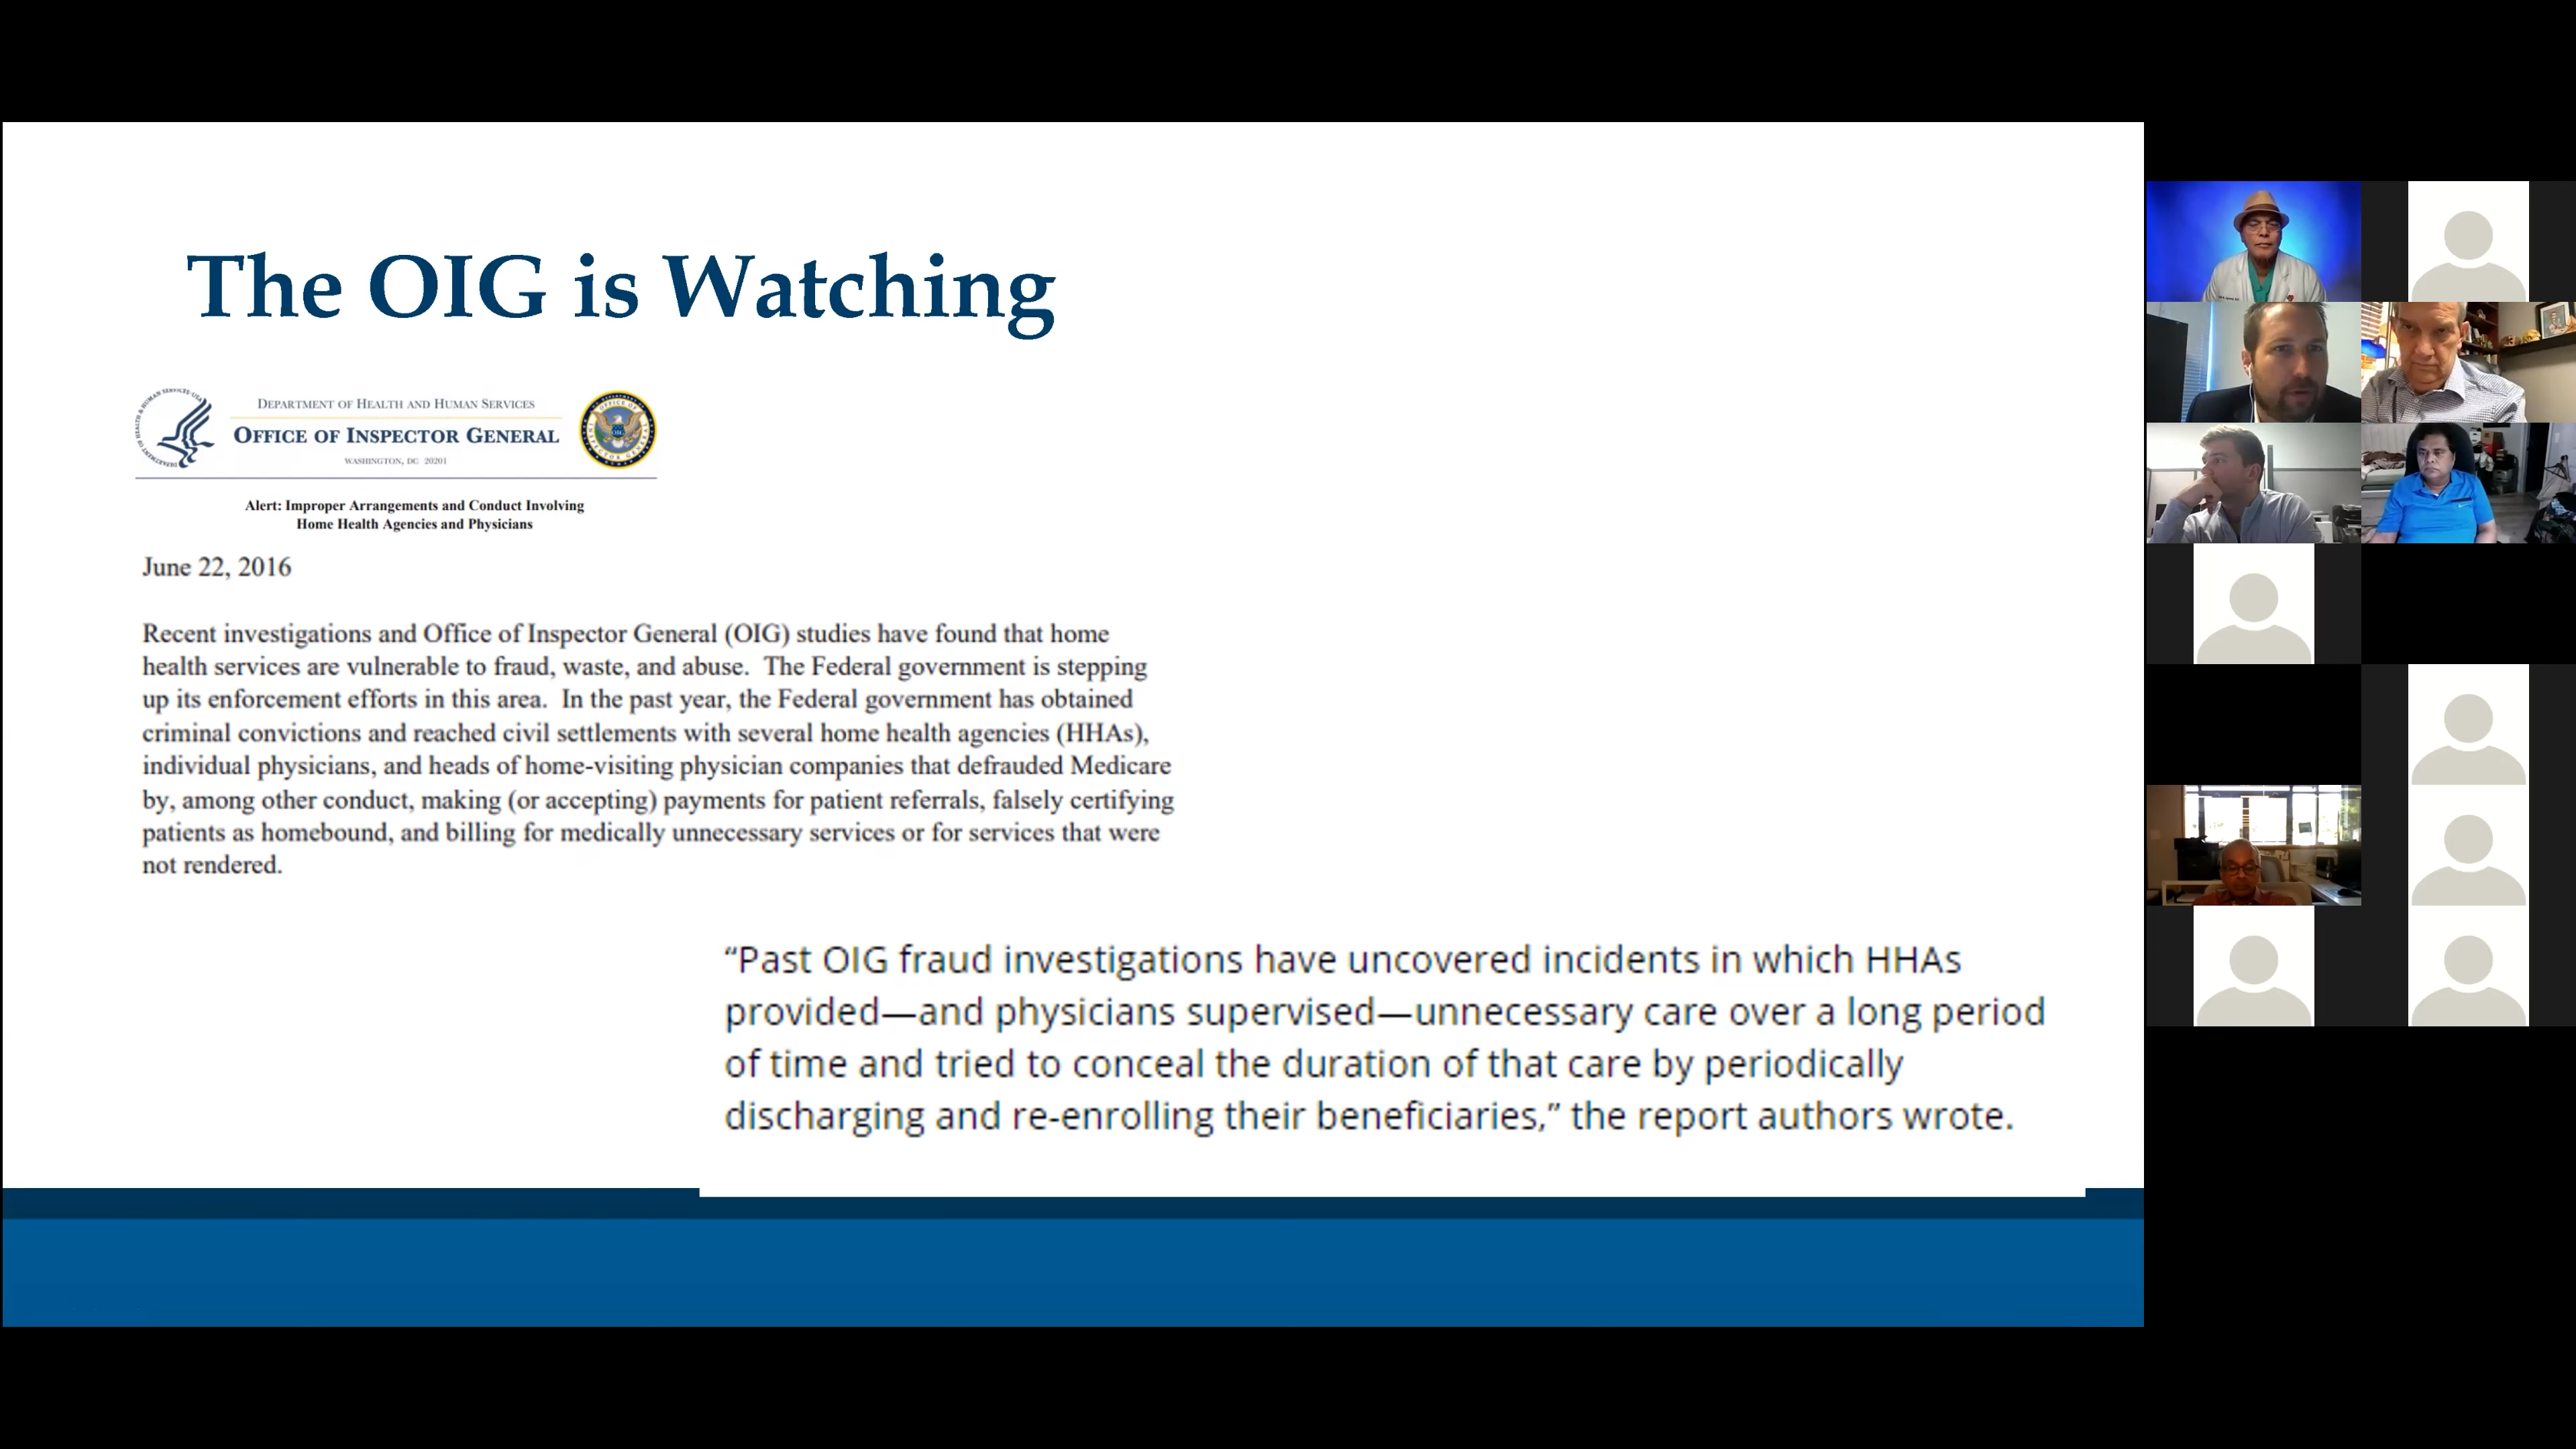 The OIG is Watching
DEPARTMENT OF HEALTH AND HUMAN SERVICES
OFFICE OF INSPECTOR GENERAL
WASHINGTON, DC 20201
Alert: Improper Arrangements and Conduct Involving
Home Health Agencies and Physicians
June 22, 2016
Recent investigations and Office of Inspector General (OIG) studies have found that home
health services are vulnerable to fraud, waste, and abuse. The Federal government is stepping
up its enforcement efforts in this area. In the past year, the Federal government has obtained
criminal convictions and reached civil settlements with several home health agencies (HHAs),
individual physicians, and heads of home-visiting physician companies that defrauded Medicare
by, among other conduct, making (or accepting) payments for patient referrals, falsely certifying
patients as homebound, and billing for medically unnecessary services or for services that were
not rendered.
“Past OIG fraud investigations have uncovered incidents in which HHAs
provided—and physicians supervised—unnecessary care over a long period
of time and tried to conceal the duration of that care by periodically
discharging and re-enrolling their beneficiaries,” the report authors wrote.